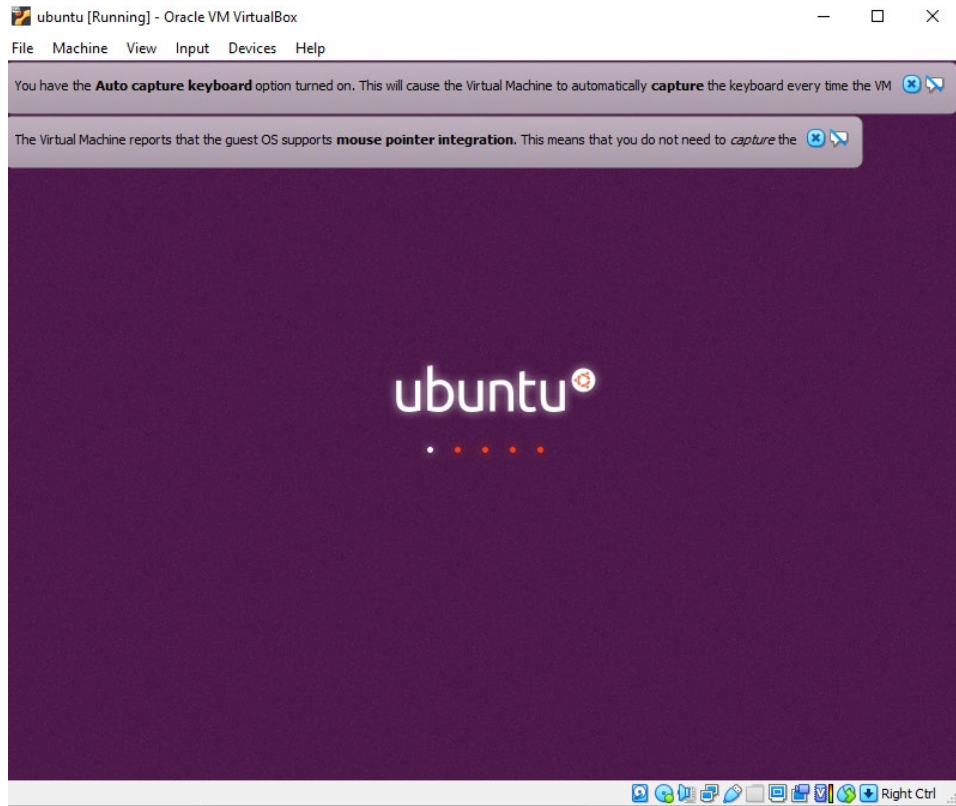 ubuntu [Running] - Oracle VM VirtualBox
File Machine View Input Devices Help
You have the Auto capture keyboard option turned on. This will cause the Virtual Machine to automatically capture the keyboard every time the VM
The Virtual Machine reports that the guest OS supports mouse pointer integration. This means that you do not need to capture the
ubuntu
Right Ctrl